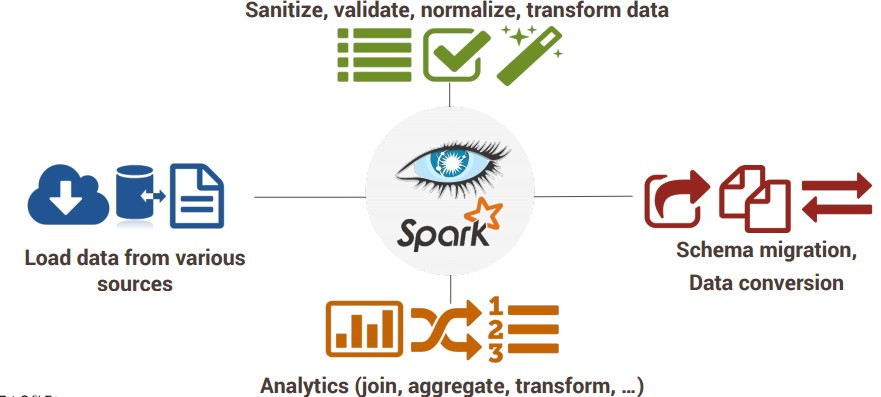 Sanitize, validate, normalize, transform data
Load data from various
sources
Spark
Schema migration,
Data conversion
1
2
3
Analytics (join, aggregate, transform, ...)